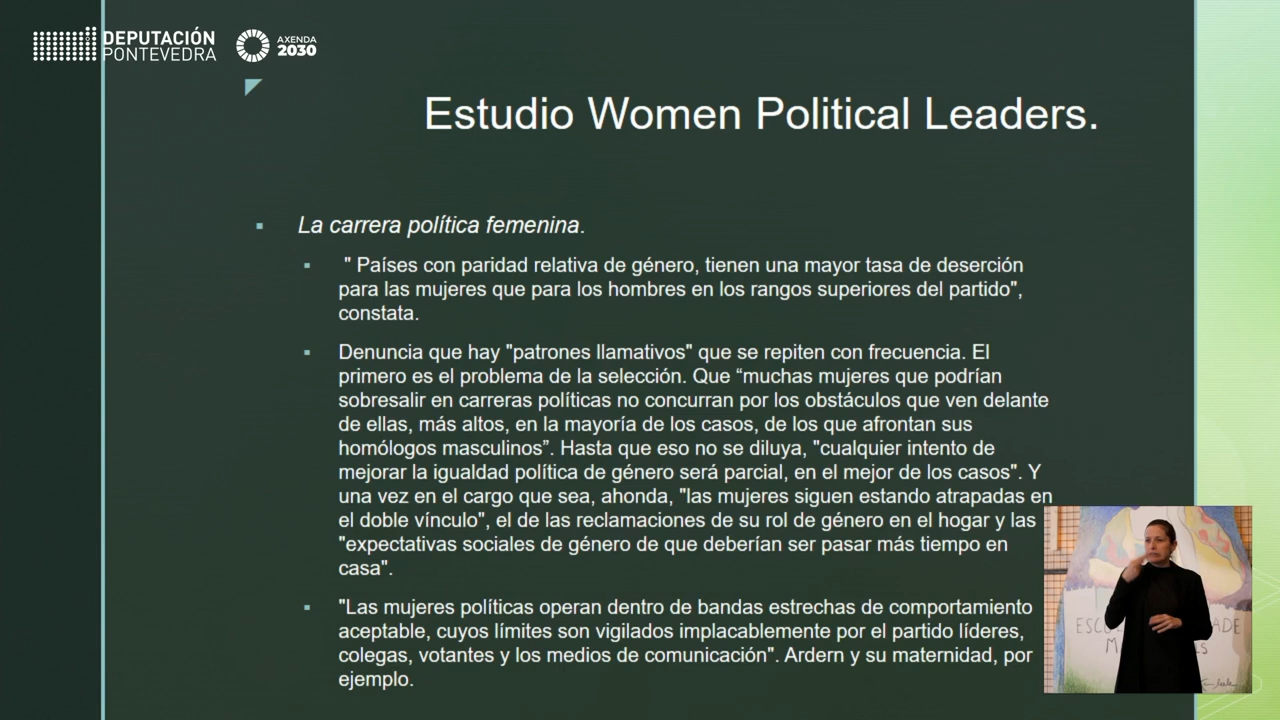 DEPUTACIÓN
PONTEVEDRA
AXENDA
2030
Estudio Women Political Leaders.
La carrera política femenina.
" Países con paridad relativa de género, tienen una mayor tasa de deserción
para las mujeres que para los hombres en los rangos superiores del partido",
constata.
Denuncia que hay "patrones llamativos" que se repiten con frecuencia. El
primero es el problema de la selección. Que “muchas mujeres que podrían
sobresalir en carreras políticas no concurran por los obstáculos que ven delante
de ellas, más altos, en la mayoría de los casos, de los que afrontan sus
homólogos masculinos”. Hasta que eso no se diluya, "cualquier intento de
mejorar la igualdad política de género será parcial, en el mejor de los casos". Y
una vez en el cargo que sea, ahonda, "las mujeres siguen estando atrapadas en
el doble vínculo", el de las reclamaciones de su rol de género en el hogar y las
"expectativas sociales de género de que deberían ser pasar más tiempo en
casa".
"Las mujeres políticas operan dentro de bandas estrechas de comportamiento
aceptable, cuyos límites son vigilados implacablemente por el partido líderes,
colegas, votantes y los medios de comunicación". Ardern y su maternidad, por
ejemplo.